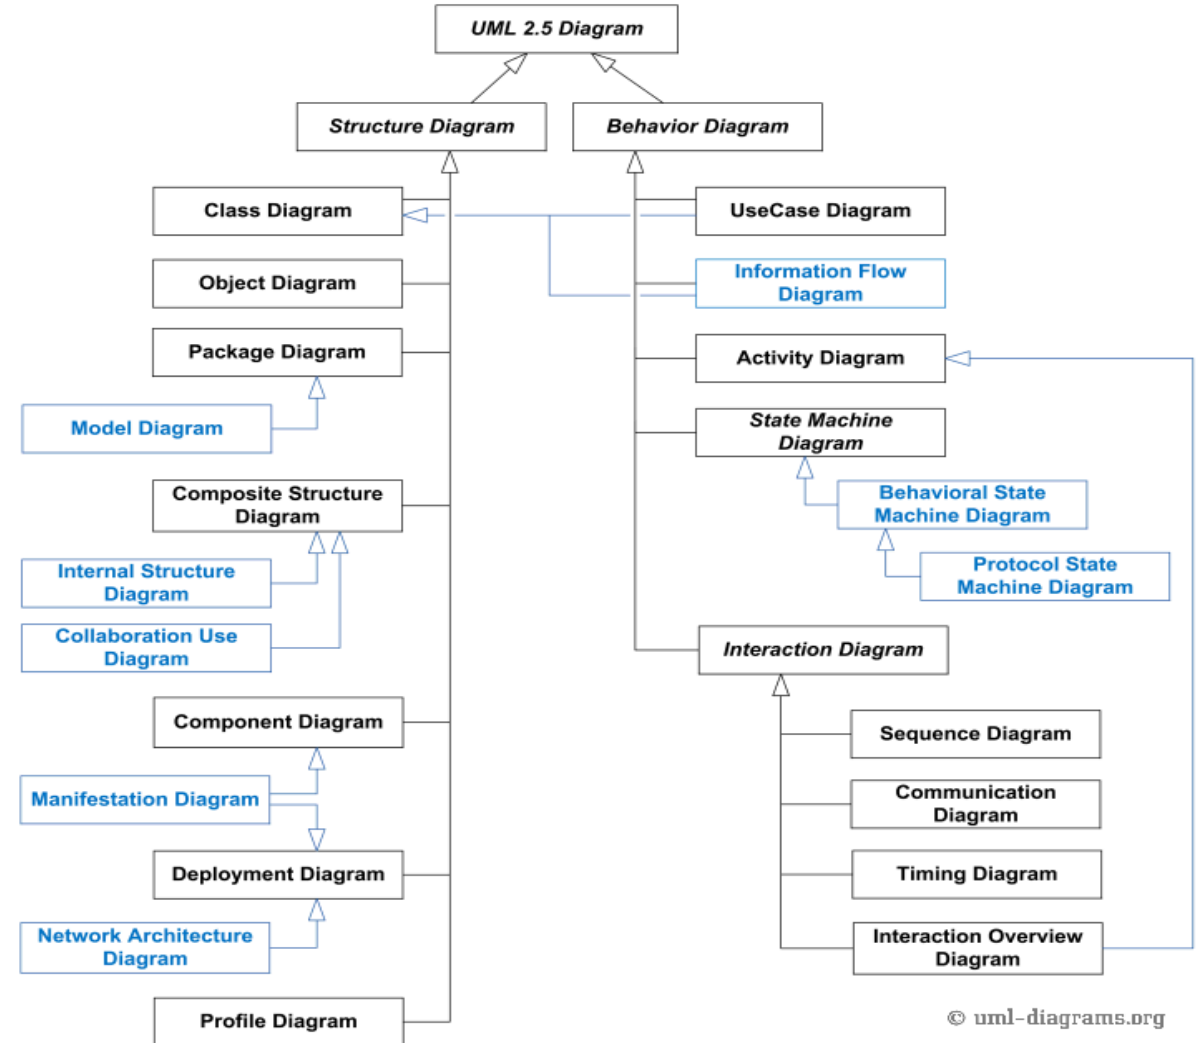 UML 2.5 Diagram
Structure Diagram
Behavior Diagram
Class Diagram
UseCase Diagram
Object Diagram
Information Flow
Diagram
Package Diagram
Activity Diagram
Model Diagram
State Machine
Diagram
Composite Structure
Diagram
Behavioral State
Machine Diagram
Internal Structure
Diagram
Protocol State
Machine Diagram
Collaboration Use
Diagram
Interaction Diagram
Component Diagram
Sequence Diagram
Manifestation Diagram
Communication
Diagram
Deployment Diagram
Timing Diagram
Network Architecture
Diagram
Interaction Overview
Diagram
Profile Diagram
© uml-diagrams.org